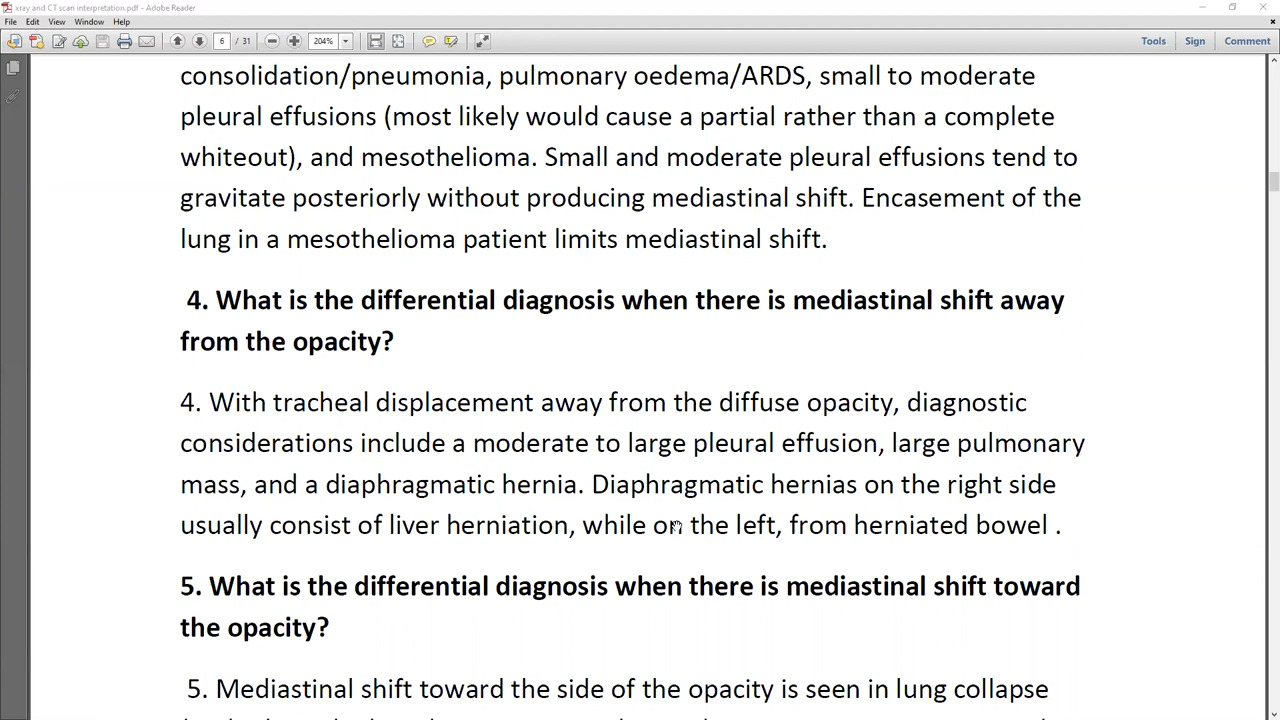 xray and CT scan interpretation.pdf - Adobe Reader
File Edit View Window Help
6 / 31 204% Tools Sign Comment
consolidation/pneumonia, pulmonary oedema/ARDS, small to moderate
pleural effusions (most likely would cause a partial rather than a complete
whiteout), and mesothelioma. Small and moderate pleural effusions tend to
gravitate posteriorly without producing mediastinal shift. Encasement of the
lung in a mesothelioma patient limits mediastinal shift.
4. What is the differential diagnosis when there is mediastinal shift away
from the opacity?
4. With tracheal displacement away from the diffuse opacity, diagnostic
considerations include a moderate to large pleural effusion, large pulmonary
mass, and a diaphragmatic hernia. Diaphragmatic hernias on the right side
usually consist of liver herniation, while on the left, from herniated bowel .
5. What is the differential diagnosis when there is mediastinal shift toward
the opacity?
5. Mediastinal shift toward the side of the opacity is seen in lung collapse